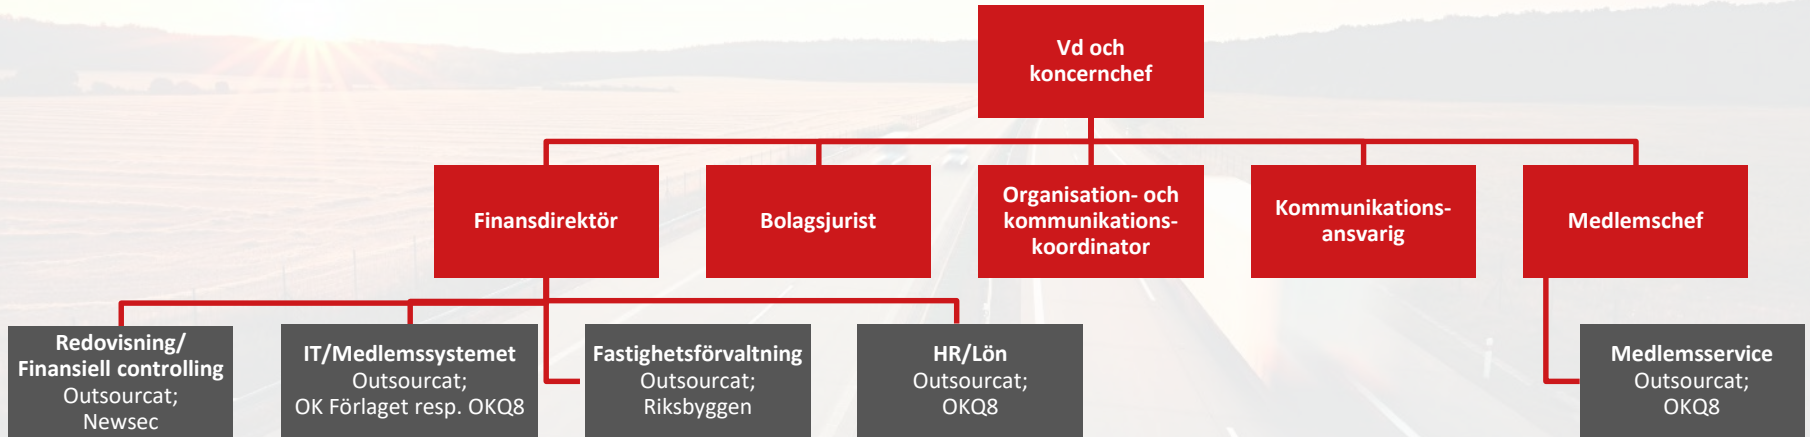 Vd och
koncernchef
Finansdirektör
Bolagsjurist
Organisation- och
kommunikations-
koordinator
Kommunikations-
ansvarig
Medlemschef
Redovisning/
Finansiell controlling
Outsourcat;
Newsec
IT/Medlemssystemet
Outsourcat;
OK Förlaget resp. OKQ8
Fastighetsförvaltning
Outsourcat;
Riksbyggen
HR/Lön
Outsourcat;
OKQ8
Medlemsservice
Outsourcat;
OKQ8